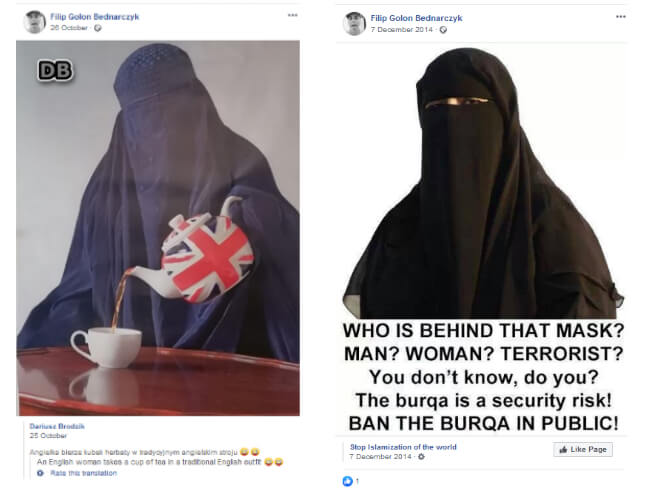 Filip Golon Bednarczyk
26 October
DB
Dariusz Brodzik
25 October
Angielka bierze kubek herbaty w tradycyjnym angielskim stroju
An English woman takes a cup of tea in a traditional English outfit
Rate this translation
Filip Golon Bednarczyk
7 December 2014
WHO IS BEHIND THAT MASK?
MAN? WOMAN? TERRORIST?
You don't know, do you?
The burqa is a security risk!
BAN THE BURQA IN PUBLIC!
Stop Islamization of the world
7 December 2014
Like Page
1